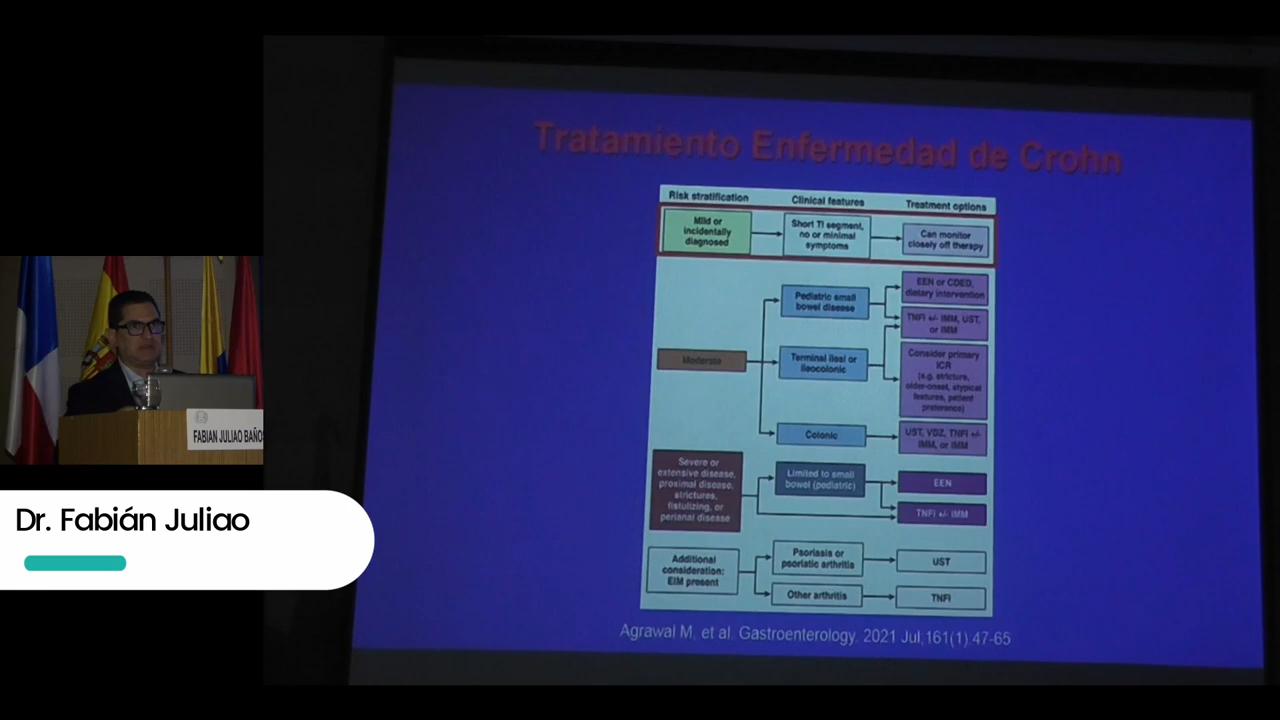 Tratamiento Enfermedad de Crohn
Risk stratification
Clinical features
Treatment options
Mild or
incidentally
diagnosed
Short TI segment,
no or minimal
symptoms
Can monitor
closely off therapy
Moderate
Pediatric small
bowel disease
EEN or CDED,
dietary intervention
TNFi +/- IMM, UST,
or IMM
Terminal ileal or
ileocolonic
Consider primary
ICR
(e.g. stricture,
older-onset, atypical
features, patient
preference)
Colonic
UST, VDZ, TNFi +/-
IMM, or IMM
Severe or
extensive disease,
proximal disease,
strictures,
fistulizing, or
perianal disease
Limited to small
bowel (pediatric)
EEN
TNFi +/- IMM
Additional
consideration:
EIM present
Psoriasis or
psoriatic arthritis
UST
Other arthritis
TNFi
Agrawal M, et al. Gastroenterology. 2021 Jul;161(1):47-65
FABIAN JULIAO BAÑOS
Dr. Fabián Juliao